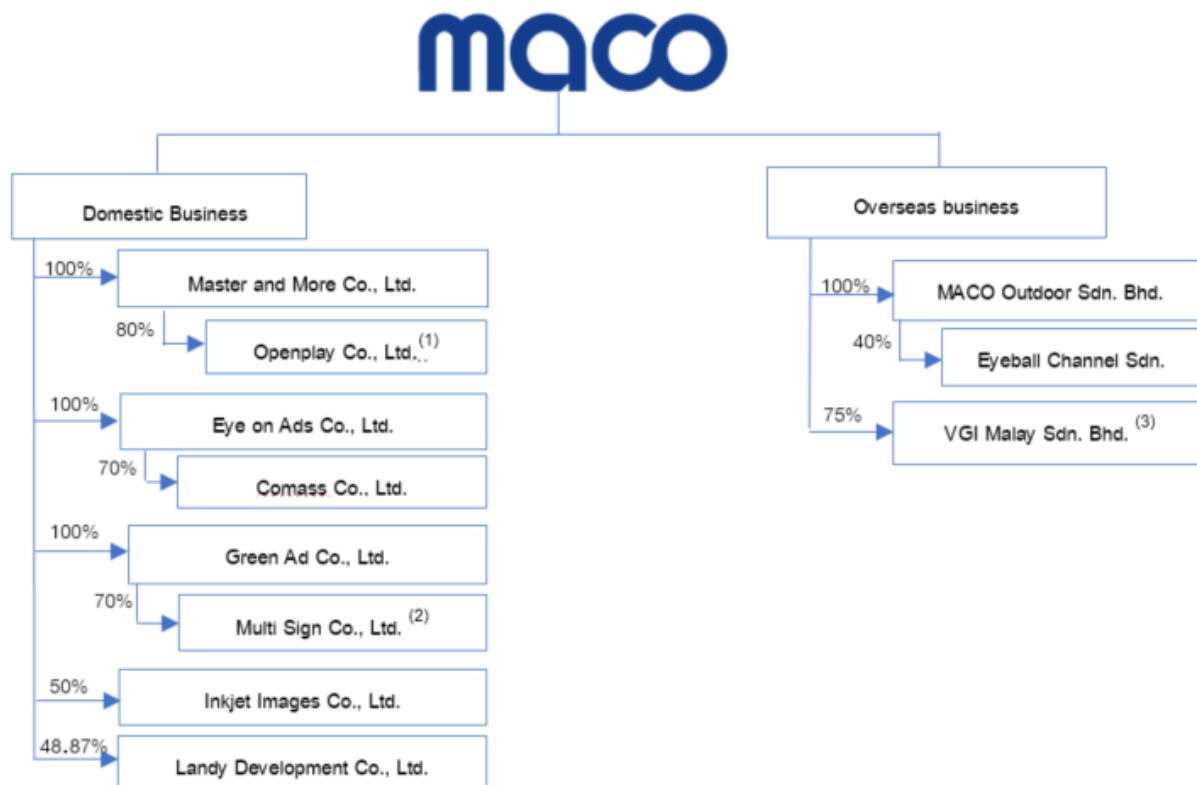 maco
Domestic Business
Overseas business
100%
Master and More Co., Ltd.
80%
Openplay Co., Ltd. (1)
100%
Eye on Ads Co., Ltd.
70%
Comass Co., Ltd.
100%
Green Ad Co., Ltd.
70%
Multi Sign Co., Ltd. (2)
50%
Inkjet Images Co., Ltd.
48.87%
Landy Development Co., Ltd.
100%
MACO Outdoor Sdn. Bhd.
40%
Eyeball Channel Sdn.
75%
VGI Malay Sdn. Bhd. (3)